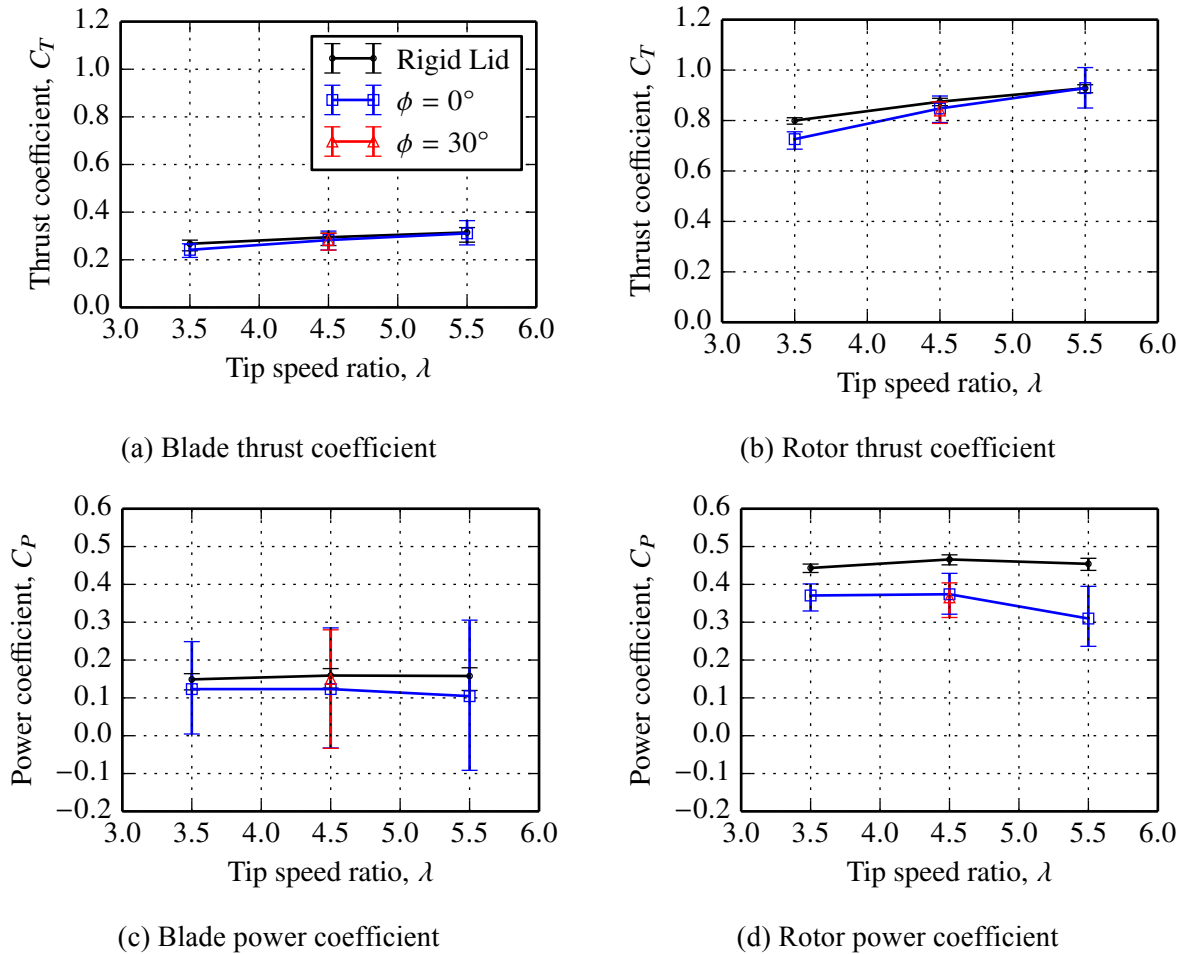 1.2
1.0
0.8
0.6
0.4
0.2
0.0
Thrust coefficient, C_T
Rigid Lid
ϕ = 0°
ϕ = 30°
3.0 3.5 4.0 4.5 5.0 5.5 6.0
Tip speed ratio, λ
(a) Blade thrust coefficient
1.2
1.0
0.8
0.6
0.4
0.2
0.0
Thrust coefficient, C_T
3.0 3.5 4.0 4.5 5.0 5.5 6.0
Tip speed ratio, λ
(b) Rotor thrust coefficient
0.6
0.5
0.4
0.3
0.2
0.1
0.0
−0.1
−0.2
Power coefficient, C_P
3.0 3.5 4.0 4.5 5.0 5.5 6.0
Tip speed ratio, λ
(c) Blade power coefficient
0.6
0.5
0.4
0.3
0.2
0.1
0.0
−0.1
−0.2
Power coefficient, C_P
3.0 3.5 4.0 4.5 5.0 5.5 6.0
Tip speed ratio, λ
(d) Rotor power coefficient